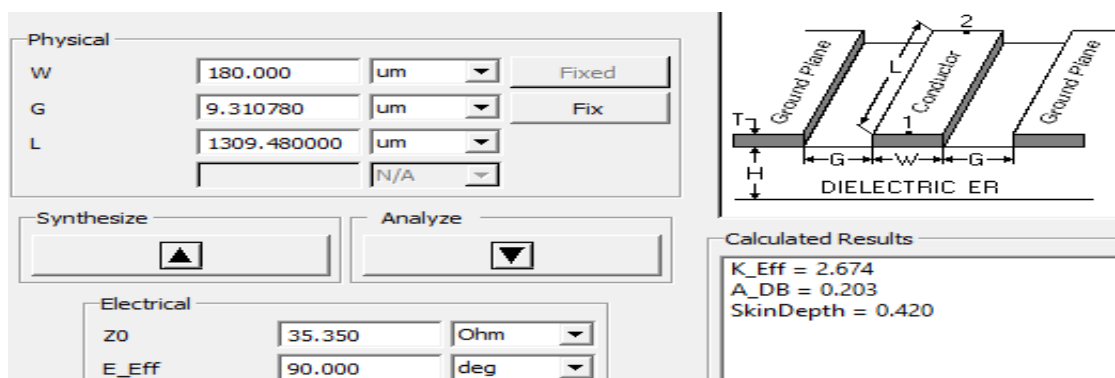 Physical
W 180.000 um Fixed
G 9.310780 um Fix
L 1309.480000 um
N/A
Synthesize Analyze
Electrical
Z0 35.350 Ohm
E_Eff 90.000 deg
2
Ground Plane L Conductor Ground Plane
T 1
G W G
H
DIELECTRIC ER
Calculated Results
K_Eff = 2.674
A_DB = 0.203
SkinDepth = 0.420